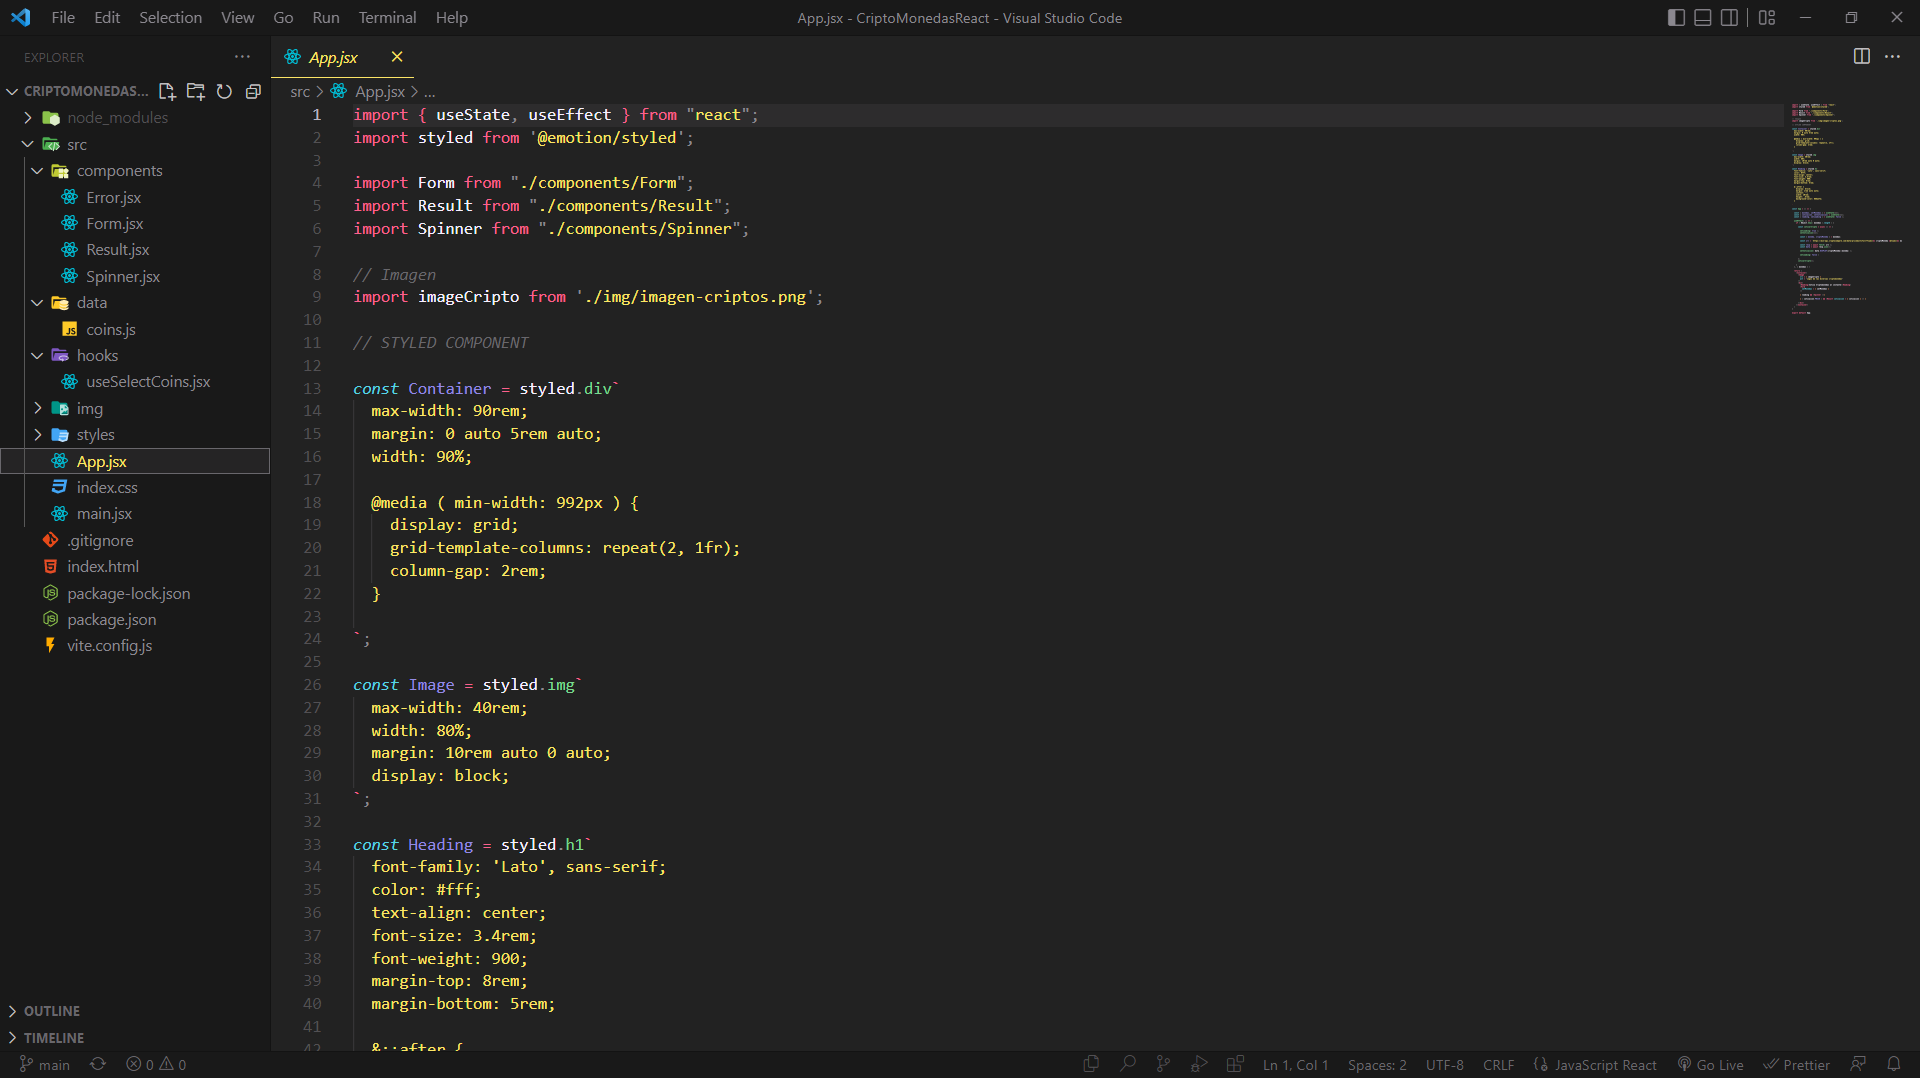 File Edit Selection View Go Run Terminal Help
App.jsx - CriptoMonedasReact - Visual Studio Code
EXPLORER
CRIPTOMONEDAS...
node_modules
src
components
Error.jsx
Form.jsx
Result.jsx
Spinner.jsx
data
coins.js
hooks
useSelectCoins.jsx
img
styles
App.jsx
index.css
main.jsx
.gitignore
index.html
package-lock.json
package.json
vite.config.js
OUTLINE
TIMELINE
App.jsx
src > App.jsx > ...
1 import { useState, useEffect } from "react";
2 import styled from '@emotion/styled';
3
4 import Form from "./components/Form";
5 import Result from "./components/Result";
6 import Spinner from "./components/Spinner";
7
8 // Imagen
9 import imageCripto from './img/imagen-criptos.png';
10
11 // STYLED COMPONENT
12
13 const Container = styled.div`
14 max-width: 90rem;
15 margin: 0 auto 5rem auto;
16 width: 90%;
17
18 @media ( min-width: 992px ) {
19 display: grid;
20 grid-template-columns: repeat(2, 1fr);
21 column-gap: 2rem;
22 }
23
24 `;
25
26 const Image = styled.img`
27 max-width: 40rem;
28 width: 80%;
29 margin: 10rem auto 0 auto;
30 display: block;
31 `;
32
33 const Heading = styled.h1`
34 font-family: 'Lato', sans-serif;
35 color: #fff;
36 text-align: center;
37 font-size: 3.4rem;
38 font-weight: 900;
39 margin-top: 8rem;
40 margin-bottom: 5rem;
41
42 &::after {
main 0 0 Ln 1, Col 1 Spaces: 2 UTF-8 CRLF JavaScript React Go Live Prettier